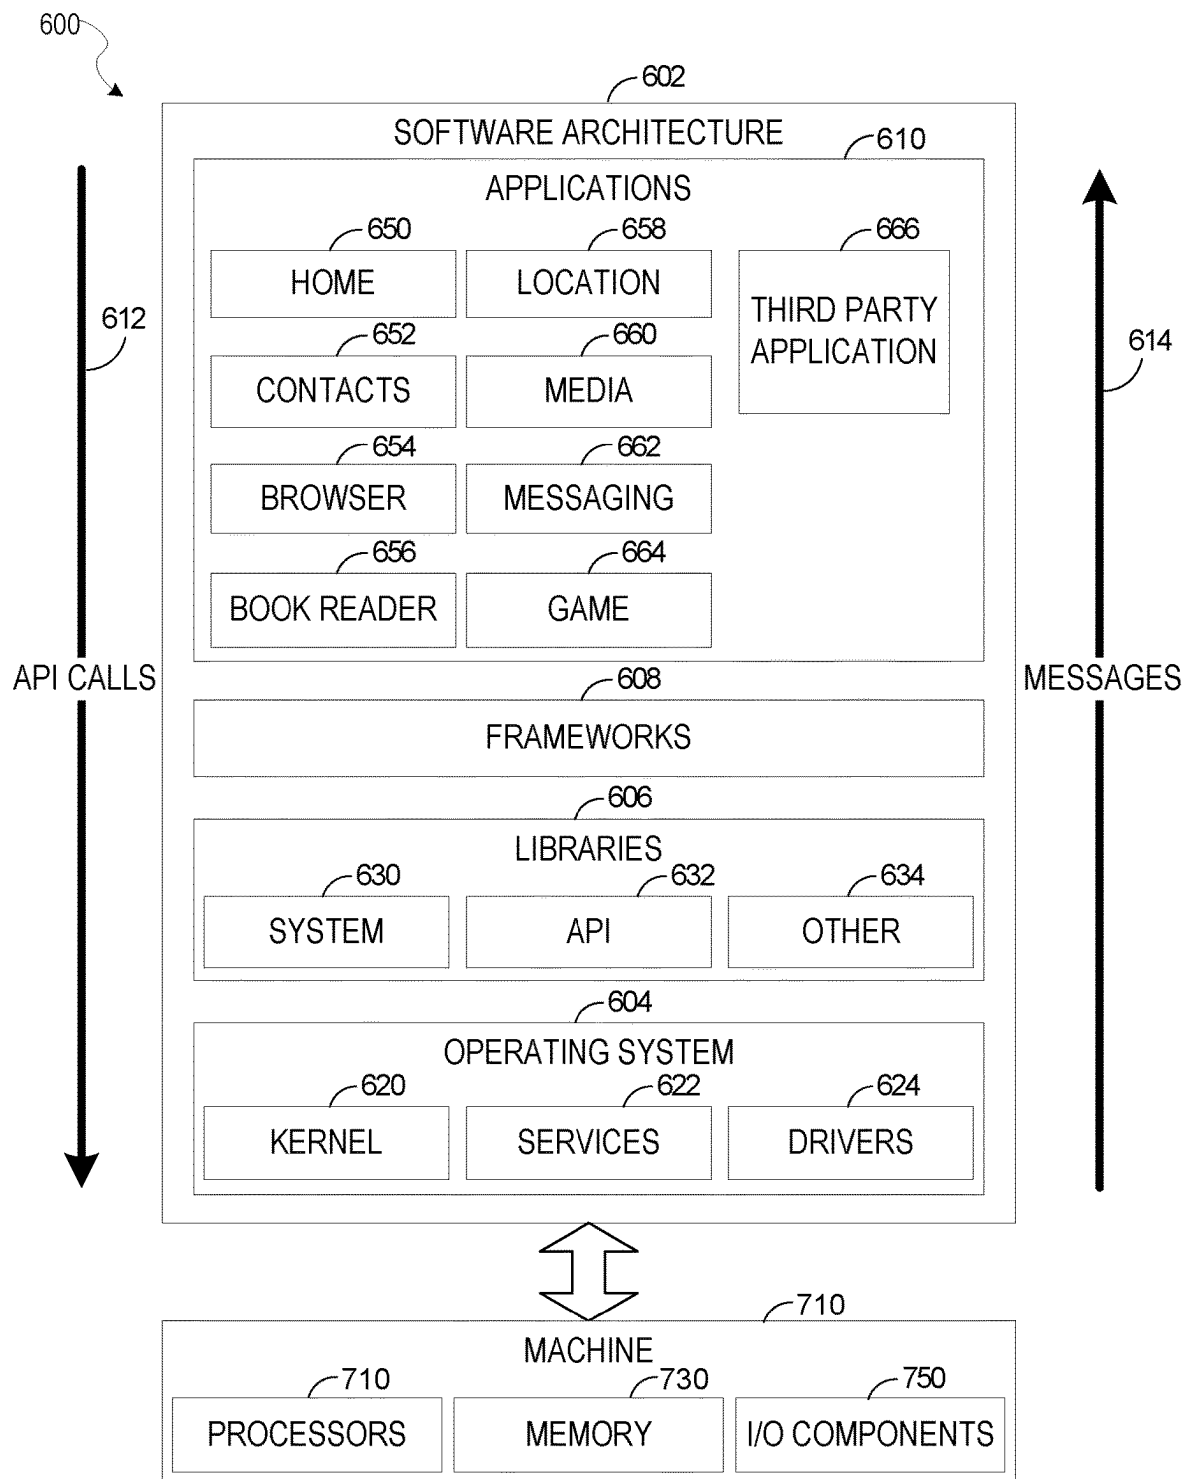 600
602
SOFTWARE ARCHITECTURE
610
APPLICATIONS
650
658
666
HOME
LOCATION
THIRD PARTY
APPLICATION
612
652
660
614
CONTACTS
MEDIA
654
662
BROWSER
MESSAGING
656
664
BOOK READER
GAME
API CALLS
MESSAGES
608
FRAMEWORKS
606
LIBRARIES
630
632
634
SYSTEM
API
OTHER
604
OPERATING SYSTEM
620
622
624
KERNEL
SERVICES
DRIVERS
710
MACHINE
710
730
750
PROCESSORS
MEMORY
I/O COMPONENTS